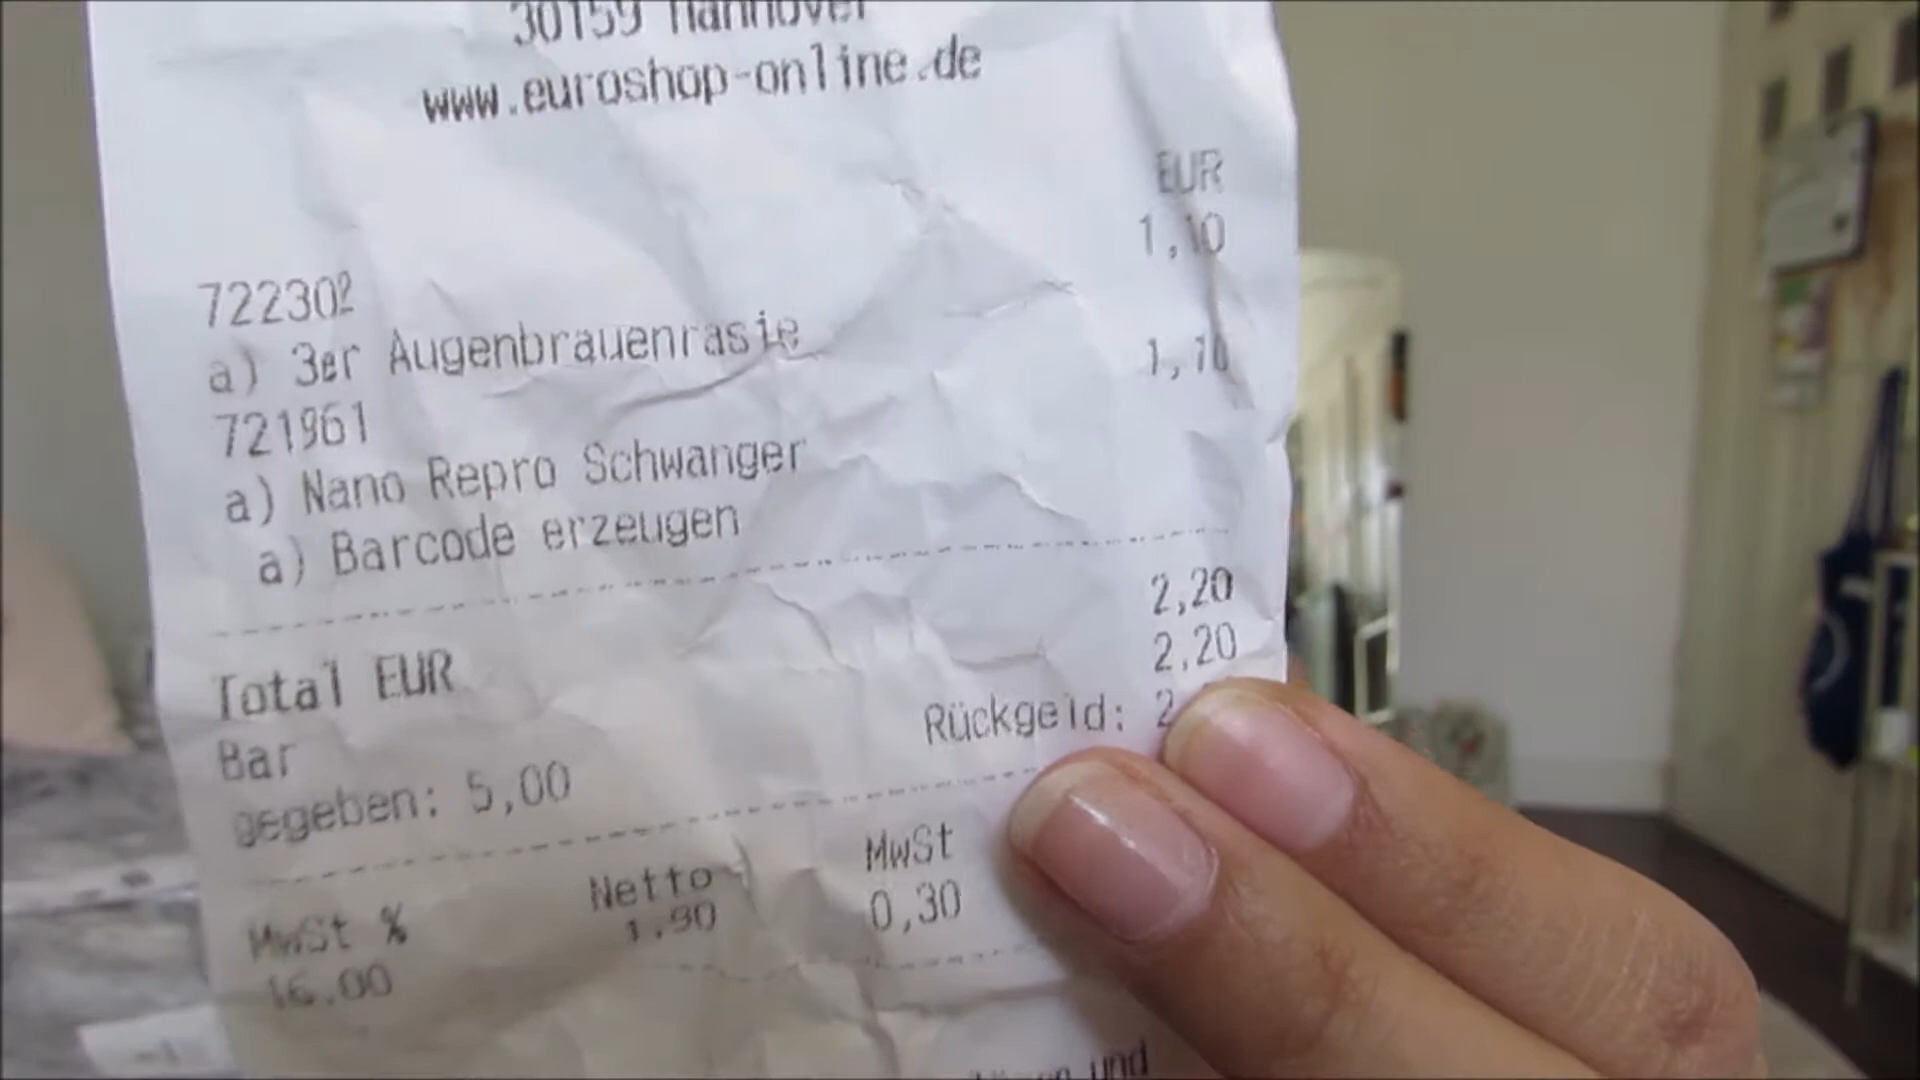 30159 Hannover
www.euroshop-online.de
EUR
1,10
722302
a) 3er Augenbrauenrasie
1,10
721961
a) Nano Repro Schwanger
a) Barcode erzeugen
2,20
Total EUR
2,20
Bar
Rückgeld: 2
gegeben: 5,00
MwSt % Netto MwSt
16.00 1.90 0,30
und